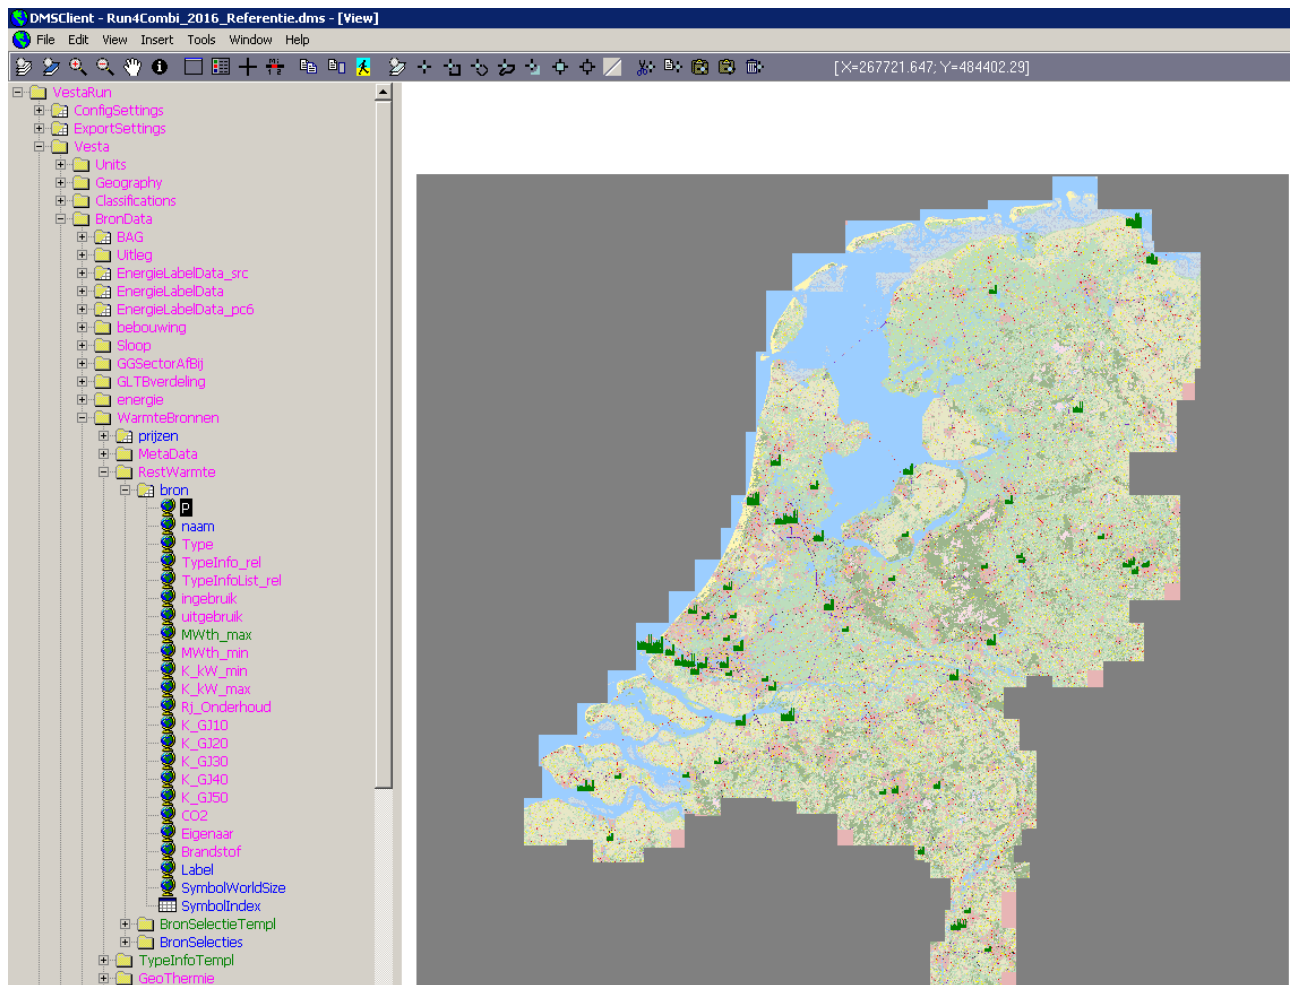 DMSClient - Run4Combi_2016_Referentie.dms - [View]
File Edit View Insert Tools Window Help
[X=267721.647; Y=484402.29]
VestaRun
ConfigSettings
ExportSettings
Vesta
Units
Geography
Classifications
BronData
BAG
Uitleg
EnergieLabelData_src
EnergieLabelData
EnergieLabelData_pc6
bebouwing
Sloop
GGSectorAfBij
GLTBverdeling
energie
WarmteBronnen
prijzen
MetaData
RestWarmte
bron
P
naam
Type
TypeInfo_rel
TypeInfoList_rel
ingebruik
uitgebruik
MWth_max
MWth_min
K_kW_min
K_kW_max
Rj_Onderhoud
K_GJ10
K_GJ20
K_GJ30
K_GJ40
K_GJ50
CO2
Eigenaar
Brandstof
Label
SymbolWorldSize
SymbolIndex
BronSelectieTempl
BronSelecties
TypeInfoTempl
GeoThermie